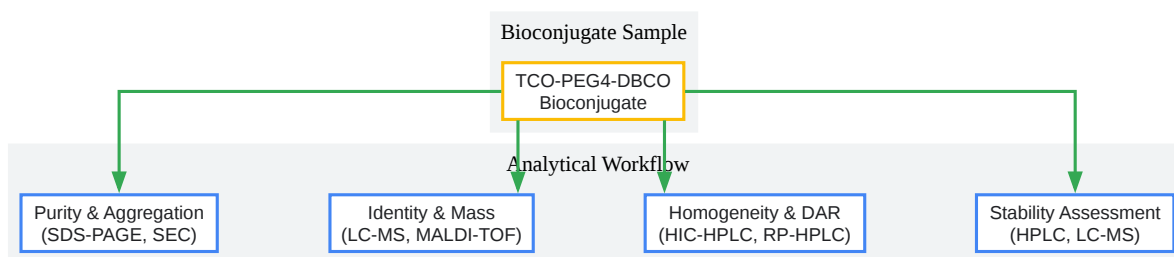 Bioconjugate Sample
TCO-PEG4-DBCO
Bioconjugate
Analytical Workflow
Purity & Aggregation
(SDS-PAGE, SEC)
Identity & Mass
(LC-MS, MALDI-TOF)
Homogeneity & DAR
(HIC-HPLC, RP-HPLC)
Stability Assessment
(HPLC, LC-MS)